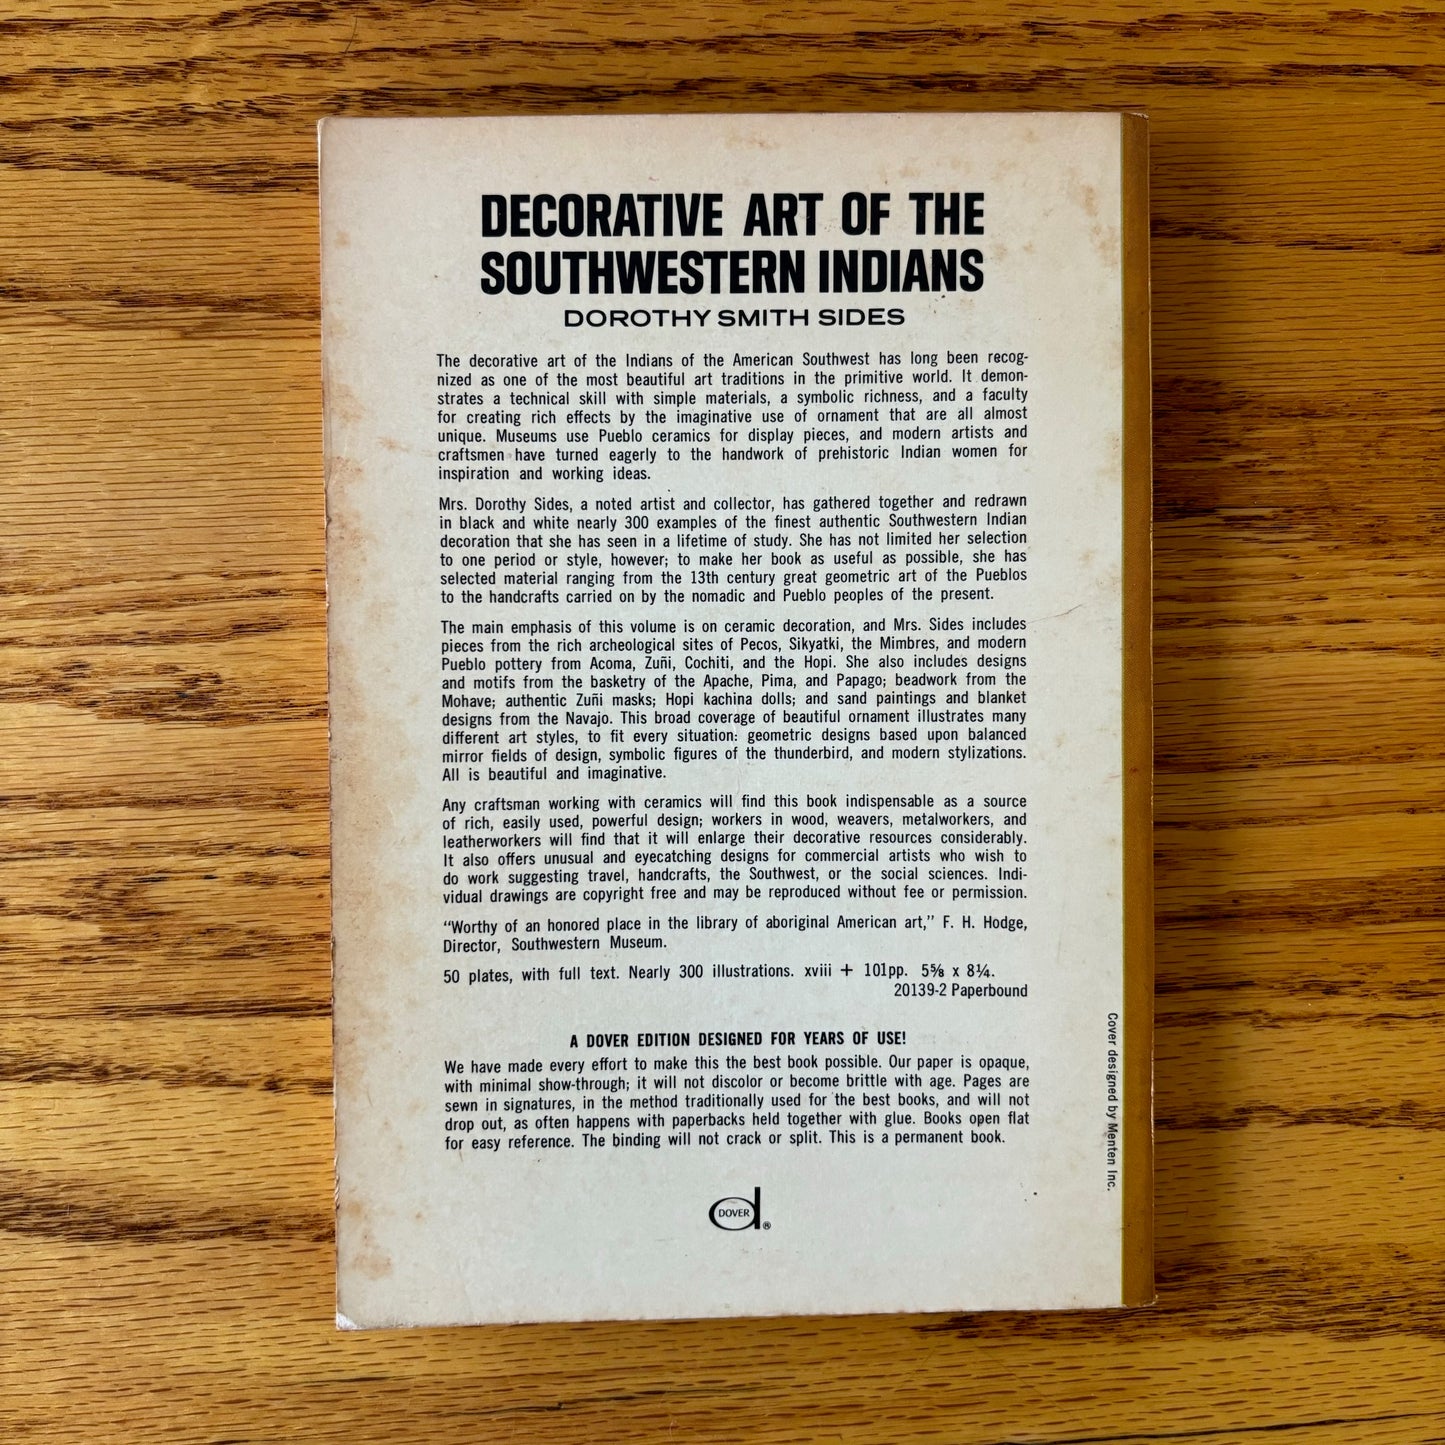 DECORATIVE ART OF THE
SOUTHWESTERN INDIANS
DOROTHY SMITH SIDES
The decorative art of the Indians of the American Southwest has long been recog-
nized as one of the most beautiful art traditions in the primitive world. It demon-
strates a technical skill with simple materials, a symbolic richness, and a faculty
for creating rich effects by the imaginative use of ornament that are all almost
unique. Museums use Pueblo ceramics for display pieces, and modern artists and
craftsmen have turned eagerly to the handwork of prehistoric Indian women for
inspiration and working ideas.
Mrs. Dorothy Sides, a noted artist and collector, has gathered together and redrawn
in black and white nearly 300 examples of the finest authentic Southwestern Indian
decoration that she has seen in a lifetime of study. She has not limited her selection
to one period or style, however; to make her book as useful as possible, she has
selected material ranging from the 13th century great geometric art of the Pueblos
to the handcrafts carried on by the nomadic and Pueblo peoples of the present.
The main emphasis of this volume is on ceramic decoration, and Mrs. Sides includes
pieces from the rich archeological sites of Pecos, Sikyatki, the Mimbres, and modern
Pueblo pottery from Acoma, Zuñi, Cochiti, and the Hopi. She also includes designs
and motifs from the basketry of the Apache, Pima, and Papago; beadwork from the
Mohave; authentic Zuñi masks; Hopi kachina dolls; and sand paintings and blanket
designs from the Navajo. This broad coverage of beautiful ornament illustrates many
different art styles, to fit every situation: geometric designs based upon balanced
mirror fields of design, symbolic figures of the thunderbird, and modern stylizations.
All is beautiful and imaginative.
Any craftsman working with ceramics will find this book indispensable as a source
of rich, easily used, powerful design; workers in wood, weavers, metalworkers, and
leatherworkers will find that it will enlarge their decorative resources considerably.
It also offers unusual and eyecatching designs for commercial artists who wish to
do work suggesting travel, handcrafts, the Southwest, or the social sciences. Indi-
vidual drawings are copyright free and may be reproduced without fee or permission.
"Worthy of an honored place in the library of aboriginal American art," F. H. Hodge,
Director, Southwestern Museum.
50 plates, with full text. Nearly 300 illustrations. xviii + 101pp. 5⅝ x 8¼.
20139-2 Paperbound
A DOVER EDITION DESIGNED FOR YEARS OF USE!
We have made every effort to make this the best book possible. Our paper is opaque,
with minimal show-through; it will not discolor or become brittle with age. Pages are
sewn in signatures, in the method traditionally used for the best books, and will not
drop out, as often happens with paperbacks held together with glue. Books open flat
for easy reference. The binding will not crack or split. This is a permanent book.
DOVER ®
Cover designed by Menten Inc.